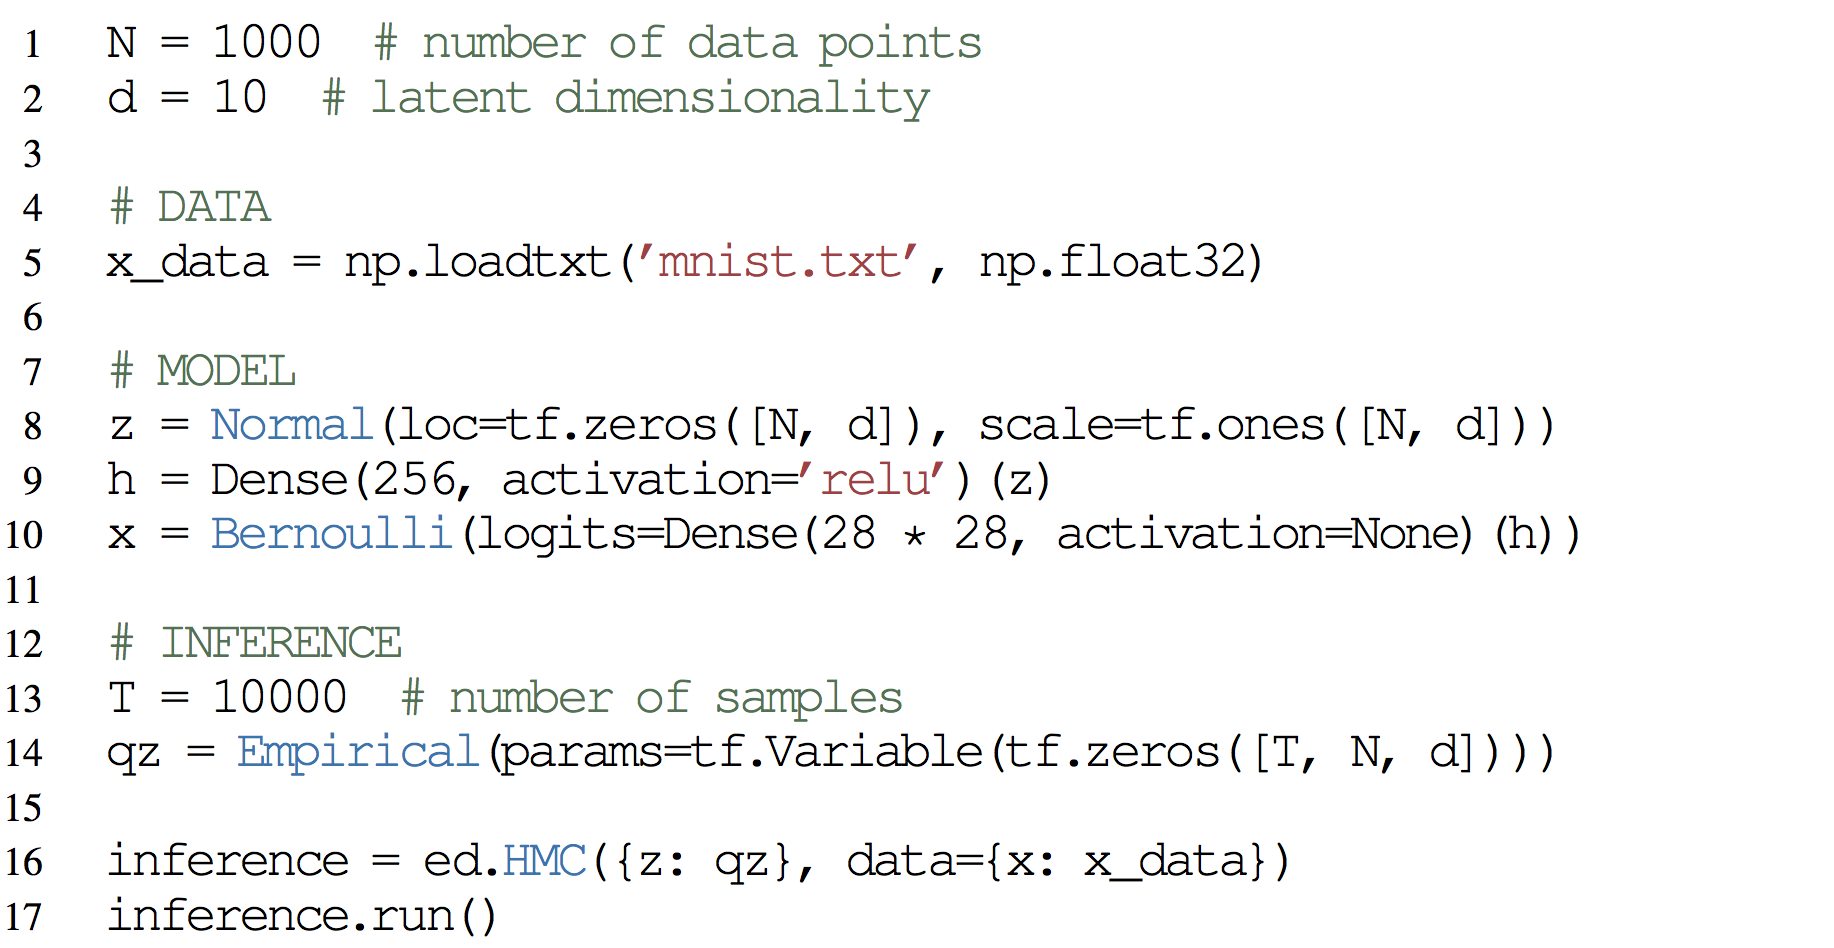 1 N = 1000 # number of data points
2 d = 10 # latent dimensionality
3
4 # DATA
5 x_data = np.loadtxt('mnist.txt', np.float32)
6
7 # MODEL
8 z = Normal(loc=tf.zeros([N, d]), scale=tf.ones([N, d]))
9 h = Dense(256, activation='relu')(z)
10 x = Bernoulli(logits=Dense(28 * 28, activation=None)(h))
11
12 # INFERENCE
13 T = 10000 # number of samples
14 qz = Empirical(params=tf.Variable(tf.zeros([T, N, d])))
15
16 inference = ed.HMC({z: qz}, data={x: x_data})
17 inference.run()